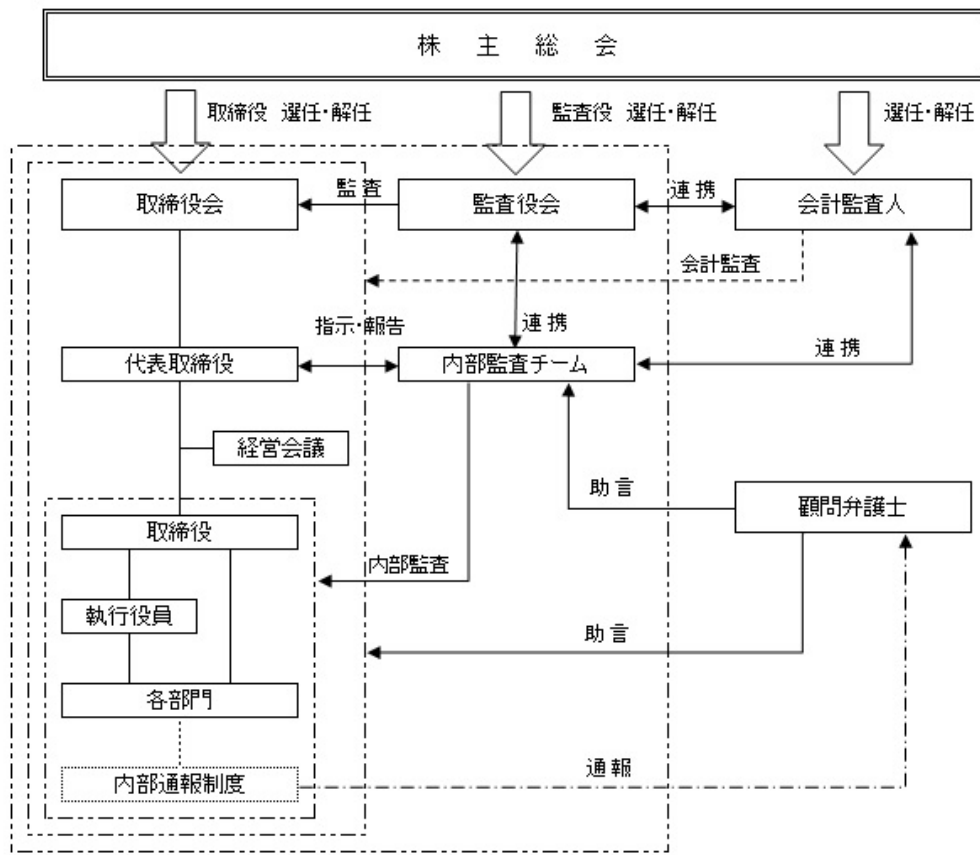 株 主 総 会
取締役 選任・解任
監査役 選任・解任
選任・解任
取締役会
監 査
監査役会
連 携
会計監査人
会計監査
指示・報告
連 携
連 携
代表取締役
内部監査チーム
経営会議
助 言
顧問弁護士
取締役
内部監査
執行役員
助 言
各部門
通 報
内部通報制度